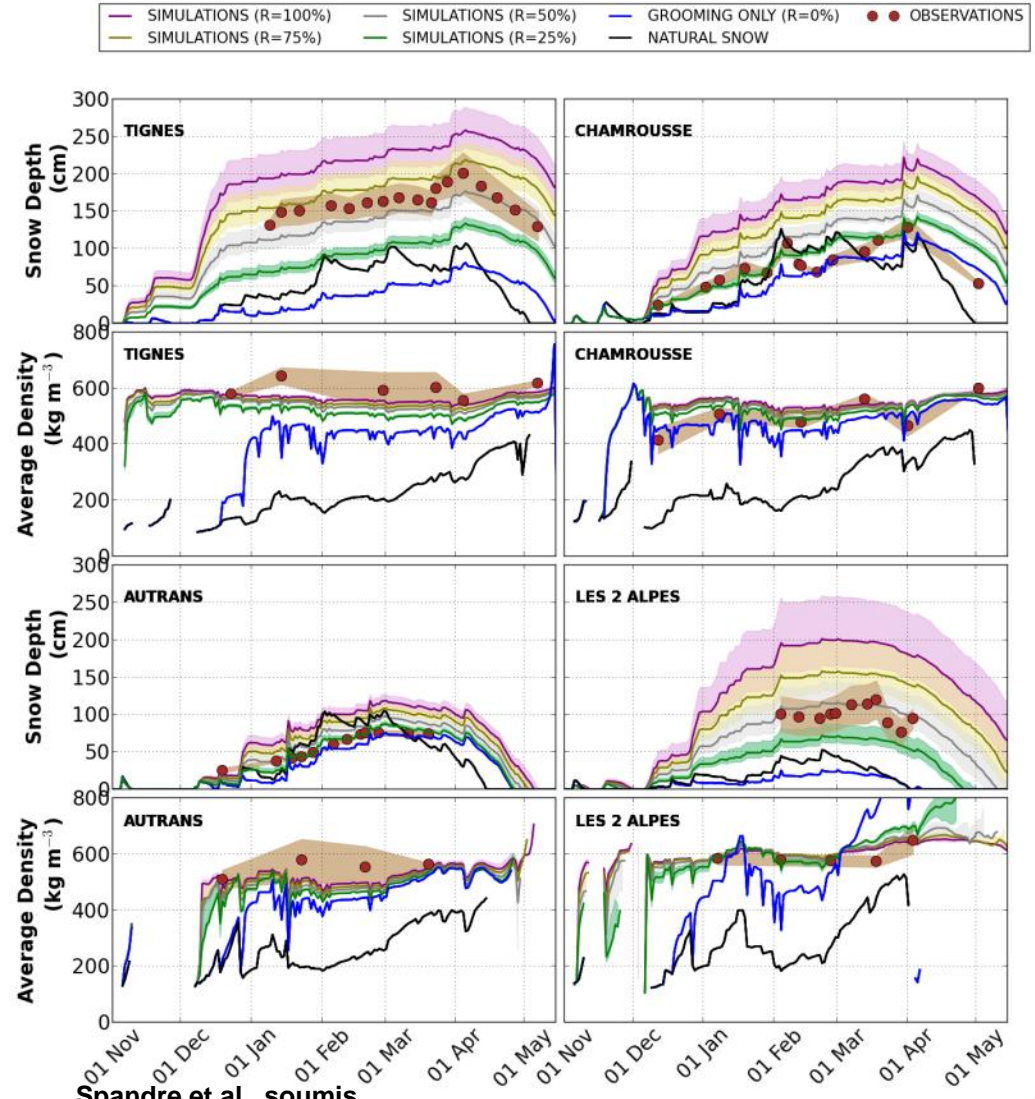 SIMULATIONS (R=100%) SIMULATIONS (R=50%) GROOMING ONLY (R=0%) OBSERVATIONS
SIMULATIONS (R=75%) SIMULATIONS (R=25%) NATURAL SNOW
Snow Depth
(cm)
300
250
200
150
100
50
0
TIGNES
CHAMROUSSE
Average Density
(kg m⁻³)
800
600
400
200
0
TIGNES
CHAMROUSSE
Snow Depth
(cm)
300
250
200
150
100
50
0
AUTRANS
LES 2 ALPES
Average Density
(kg m⁻³)
800
600
400
200
0
AUTRANS
LES 2 ALPES
01 Nov 01 Dec 01 Jan 01 Feb 01 Mar 01 Apr 01 May 01 Nov 01 Dec 01 Jan 01 Feb 01 Mar 01 Apr 01 May
Spandre et al., soumis